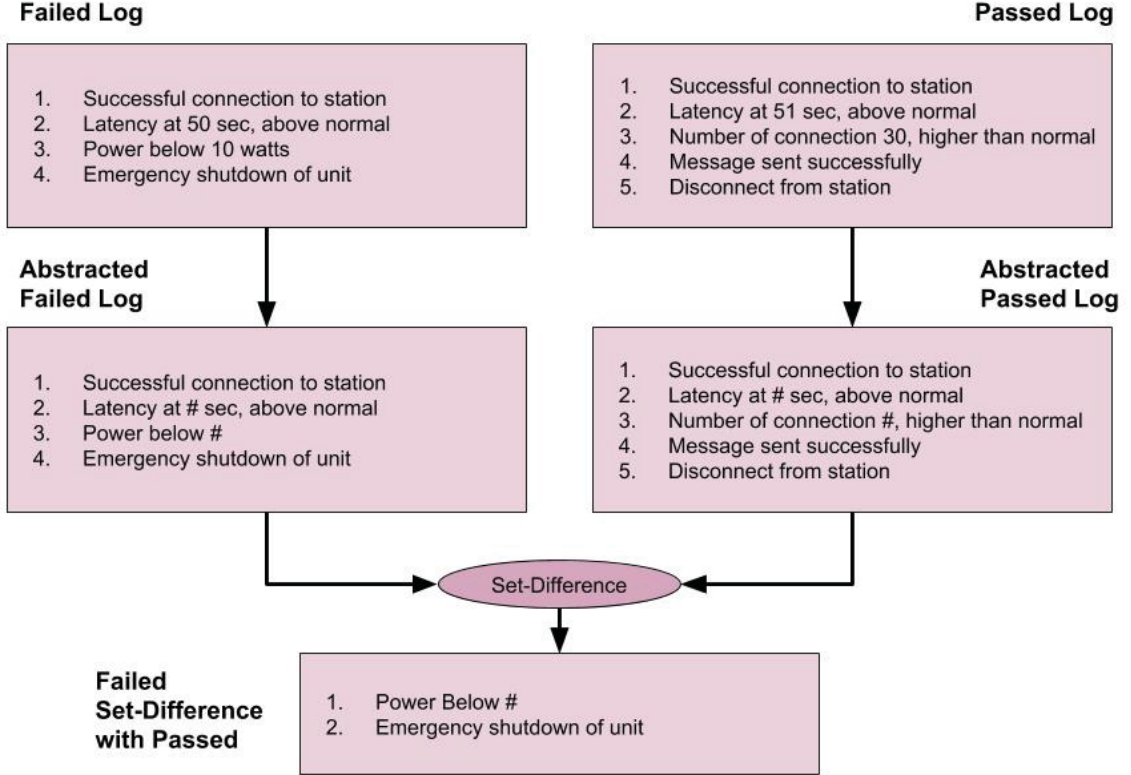 Failed Log
1. Successful connection to station
2. Latency at 50 sec, above normal
3. Power below 10 watts
4. Emergency shutdown of unit
Passed Log
1. Successful connection to station
2. Latency at 51 sec, above normal
3. Number of connection 30, higher than normal
4. Message sent successfully
5. Disconnect from station
Abstracted
Failed Log
1. Successful connection to station
2. Latency at # sec, above normal
3. Power below #
4. Emergency shutdown of unit
Abstracted
Passed Log
1. Successful connection to station
2. Latency at # sec, above normal
3. Number of connection #, higher than normal
4. Message sent successfully
5. Disconnect from station
Set-Difference
Failed
Set-Difference
with Passed
1. Power Below #
2. Emergency shutdown of unit